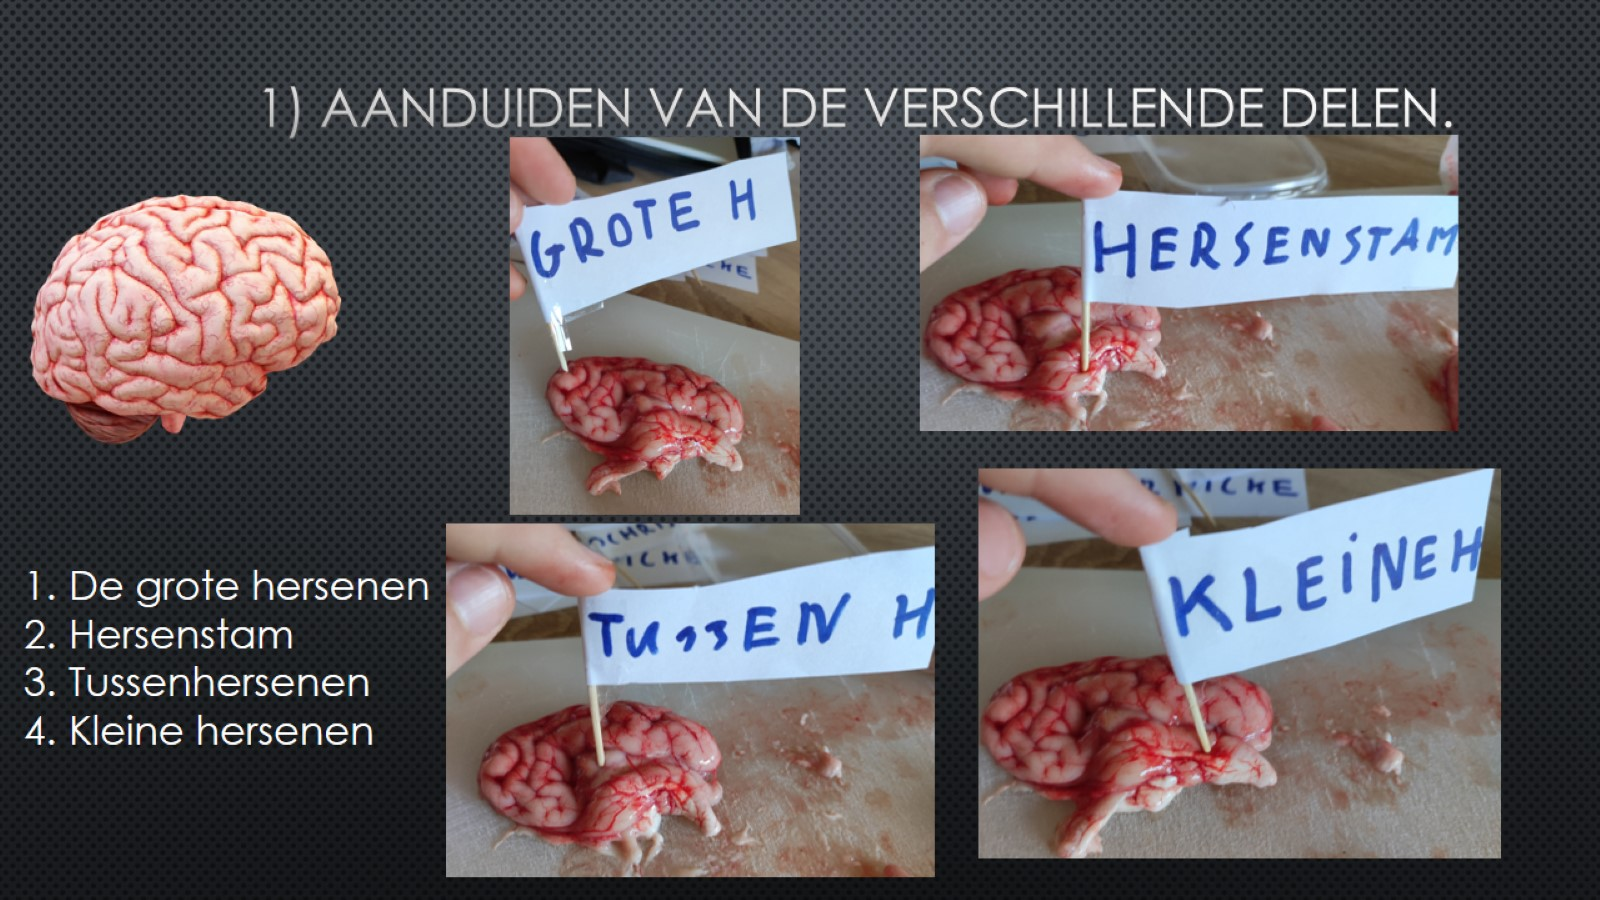 1) AANDUIDEN VAN DE VERSCHILLENDE DELEN.
GROTE H
HERSENSTAM
TUSSEN H
KLEINE H
1. De grote hersenen
2. Hersenstam
3. Tussenhersenen
4. Kleine hersenen